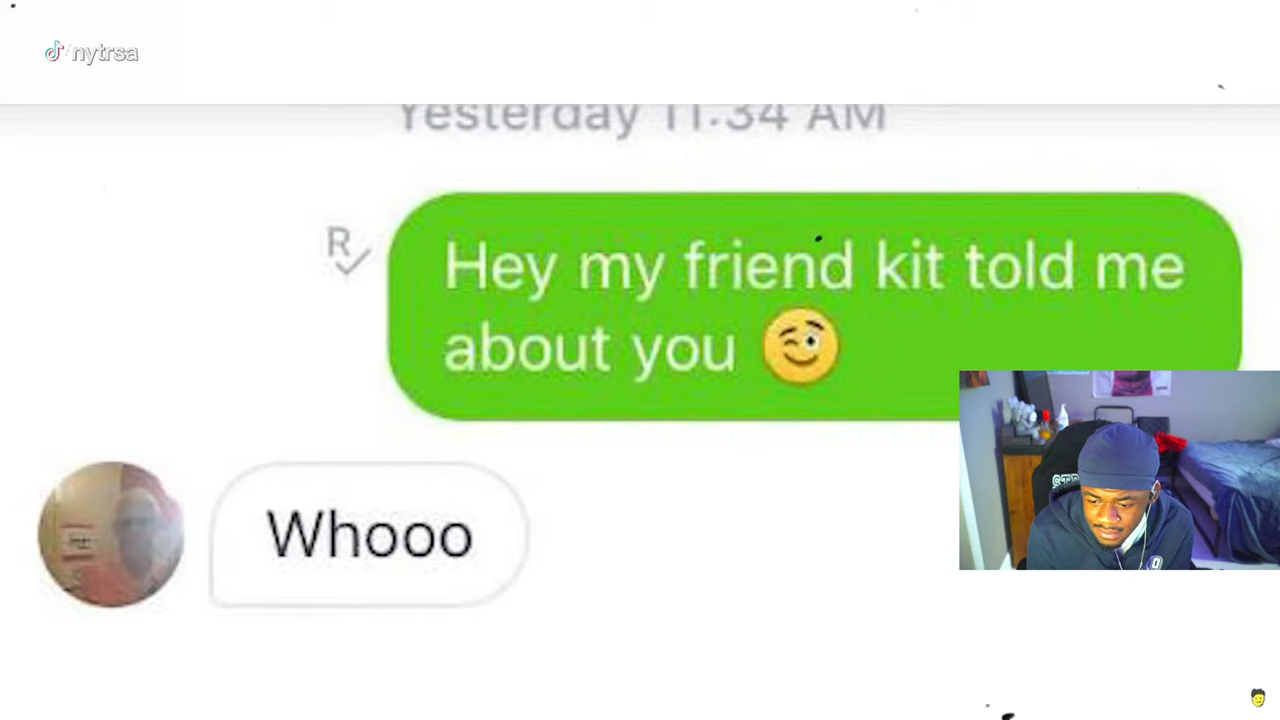 nytrsa
Yesterday 11:34 AM
R
Hey my friend kit told me
about you 😉
Whooo